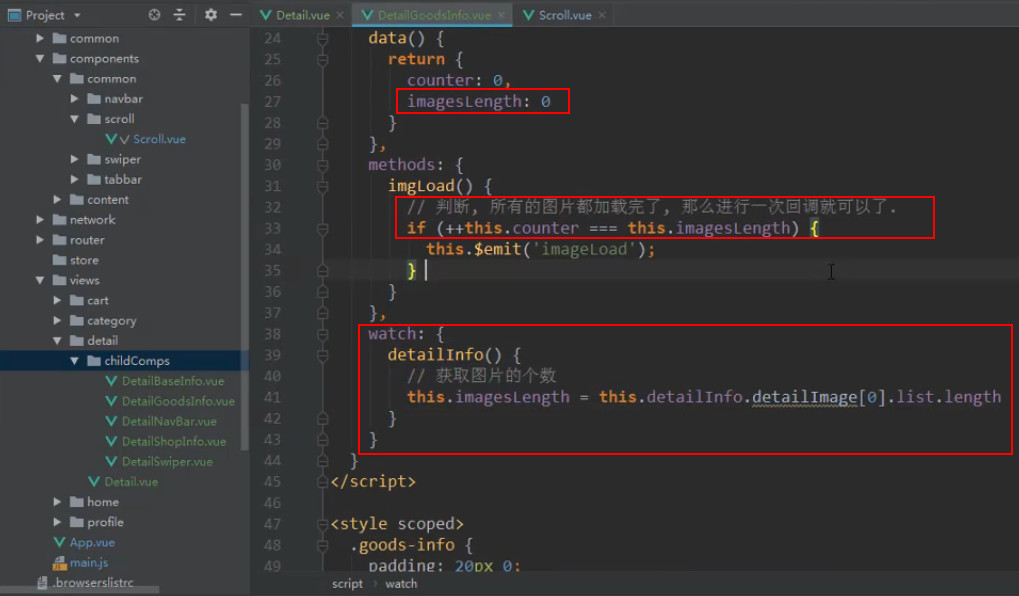 Project
Detail.vue
DetailGoodsInfo.vue
Scroll.vue
common
components
common
navbar
scroll
Scroll.vue
swiper
tabbar
content
network
router
store
views
cart
category
detail
childComps
DetailBaseInfo.vue
DetailGoodsInfo.vue
DetailNavBar.vue
DetailShopInfo.vue
DetailSwiper.vue
Detail.vue
home
profile
App.vue
main.js
.browserslistrc
24 data() {
25 return {
26 counter: 0,
27 imagesLength: 0
28 }
29 },
30 methods: {
31 imgLoad() {
32 // 判断, 所有的图片都加载完了, 那么进行一次回调就可以了.
33 if (++this.counter === this.imagesLength) {
34 this.$emit('imageLoad');
35 }
36 }
37 },
38 watch: {
39 detailInfo() {
40 // 获取图片的个数
41 this.imagesLength = this.detailInfo.detailImage[0].list.length
42 }
43 }
44 }
45 </script>
46
47 <style scoped>
48 .goods-info {
49 padding: 20px 0;
script › watch